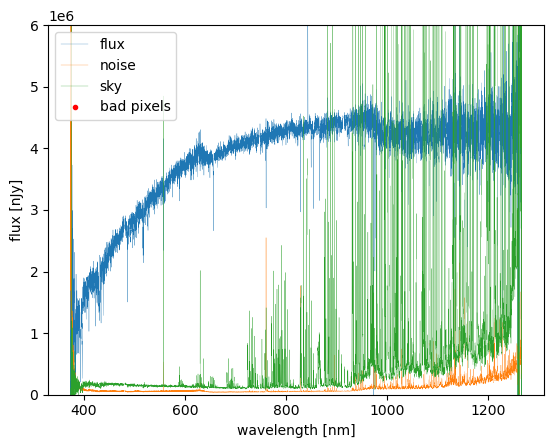 1e6
6
5
4
3
2
1
0
flux [nJy]
flux
noise
sky
bad pixels
400
600
800
1000
1200
wavelength [nm]